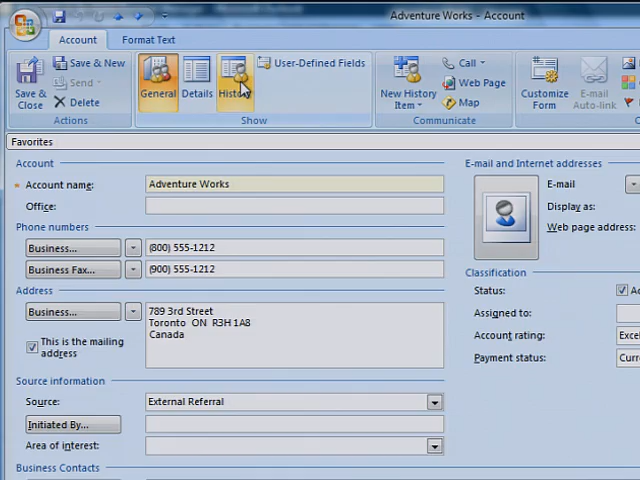 Adventure Works - Account
Account Format Text
Save & Close
Save & New
Send
Delete
Actions
General Details History
User-Defined Fields
Show
New History Item
Call
Web Page
Map
Communicate
Customize Form
E-mail Auto-link
Favorites
Account
Account name: Adventure Works
Office:
Phone numbers
Business... (800) 555-1212
Business Fax... (900) 555-1212
Address
Business... 789 3rd Street
Toronto ON R3H 1A8
Canada
This is the mailing
address
Source information
Source: External Referral
Initiated By...
Area of interest:
Business Contacts
E-mail and Internet addresses
E-mail
Display as:
Web page address:
Classification
Status:
Assigned to:
Account rating: Excel
Payment status: Curr